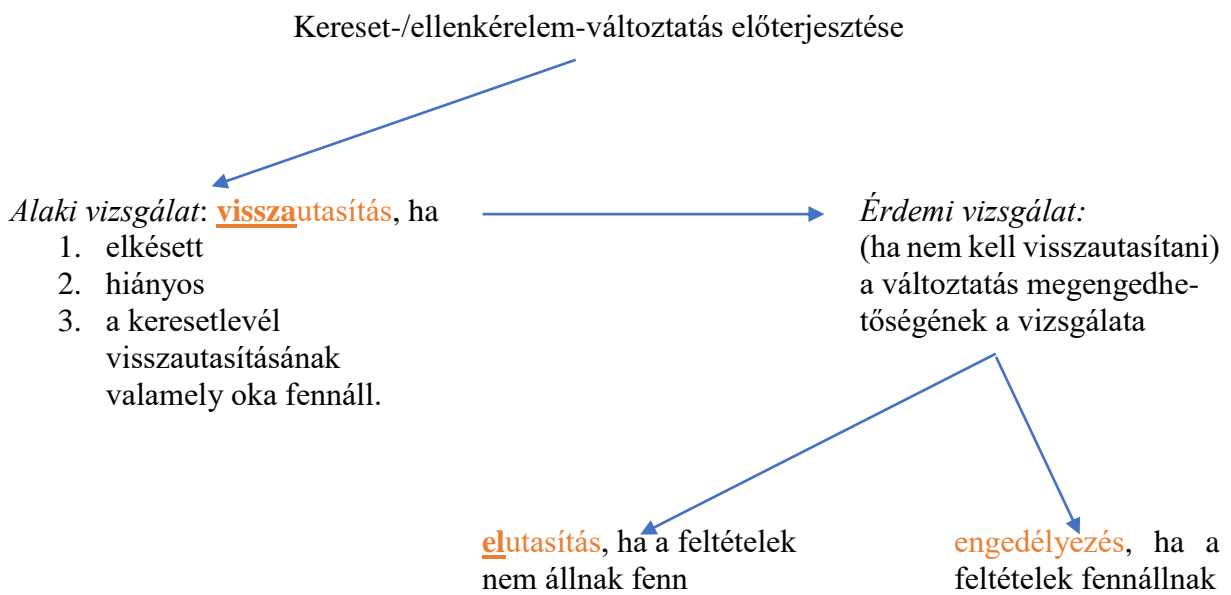 Kereset-/ellenkérelem-változtatás előterjesztése
Alaki vizsgálat: visszautasítás, ha
1. elkésett
2. hiányos
3. a keresetlevél
visszautasításának
valamely oka fennáll.
Érdemi vizsgálat:
(ha nem kell visszautasítani)
a változtatás megengedhe-
tőségének a vizsgálata
elutasítás, ha a feltételek
nem állnak fenn
engedélyezés, ha a
feltételek fennállnak